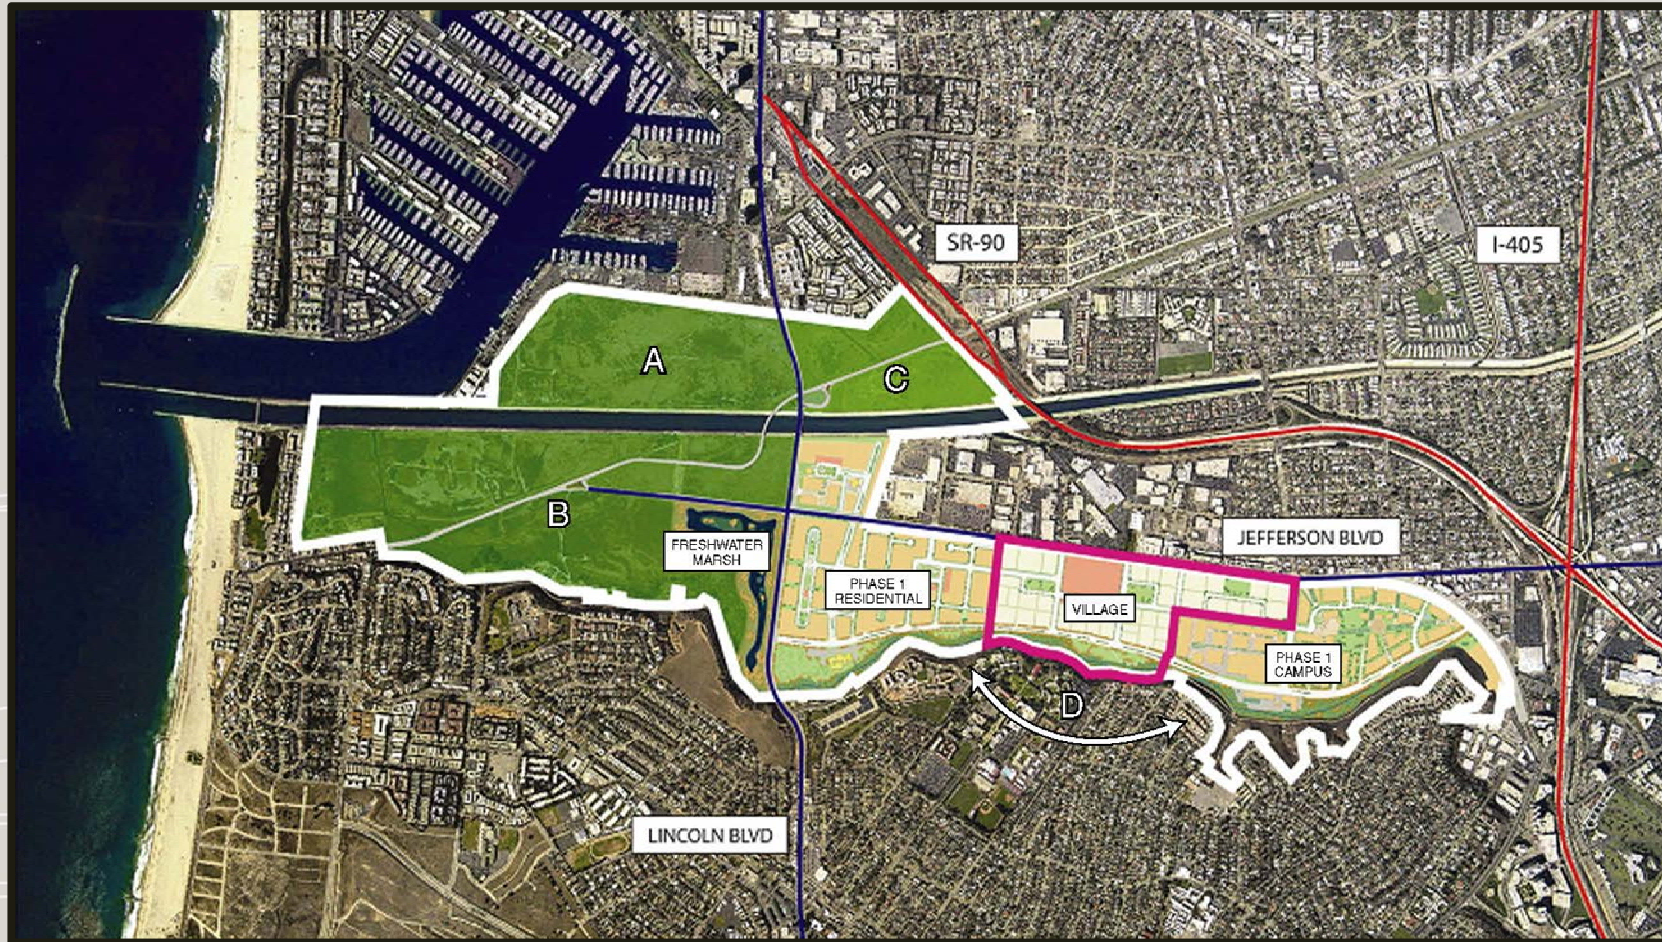 SR-90
I-405
A
C
B
JEFFERSON BLVD
FRESHWATER
MARSH
PHASE 1
RESIDENTIAL
VILLAGE
PHASE 1
CAMPUS
D
LINCOLN BLVD